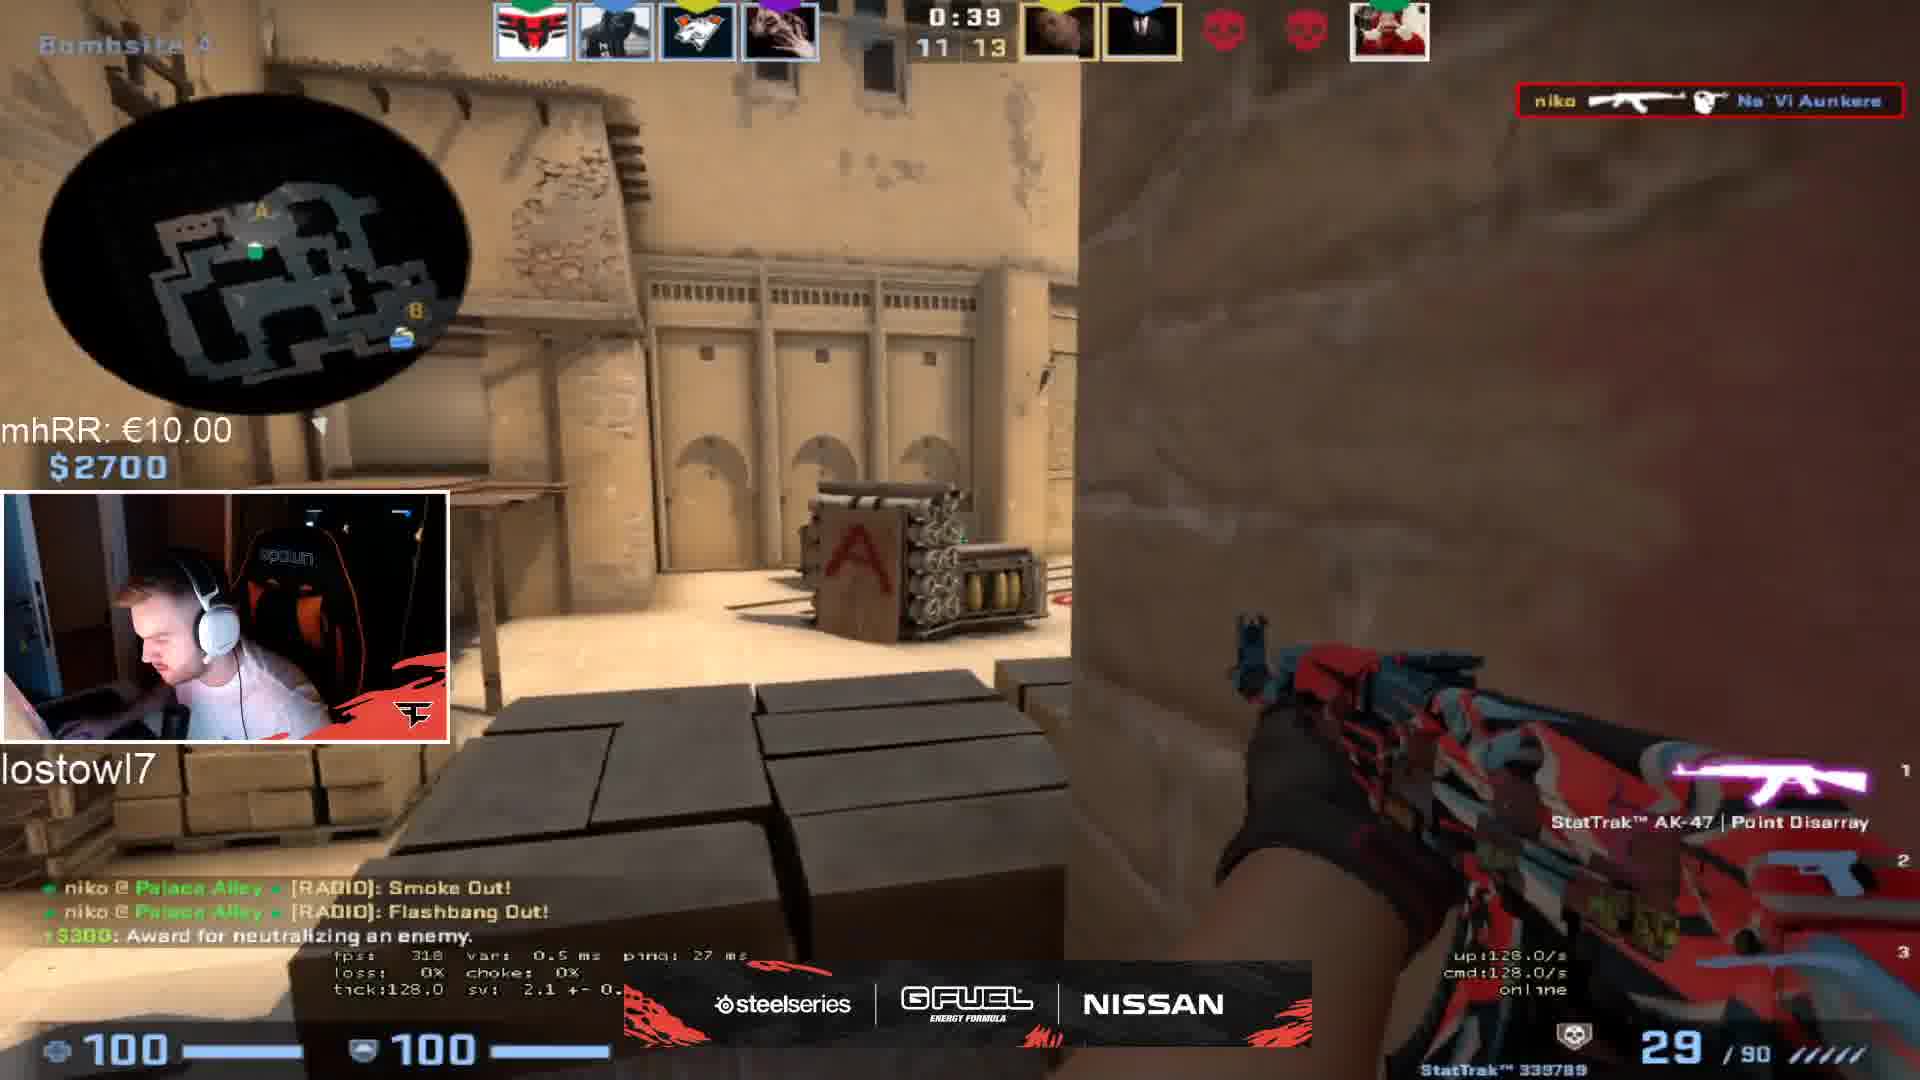 Bombsite A
0:39
11 13
niko Na`Vi Aunkere
A
B
mhRR: €10.00
$2700
spawn
A
lostowl7
1
StatTrak™ AK-47 | Point Disarray
2
niko @ Palace Alley [RADIO]: Smoke Out!
niko @ Palace Alley [RADIO]: Flashbang Out!
+$300: Award for neutralizing an enemy.
3
fps: 318 var: 0.5 ms ping: 27 ms
loss: 0% choke: 0%
tick:128.0 sv: 2.1 +- 0.
up:128.0/s
cmd:128.0/s
online
steelseries
GFUEL
ENERGY FORMULA
NISSAN
100
100
29 / 90
StatTrak™ 339789